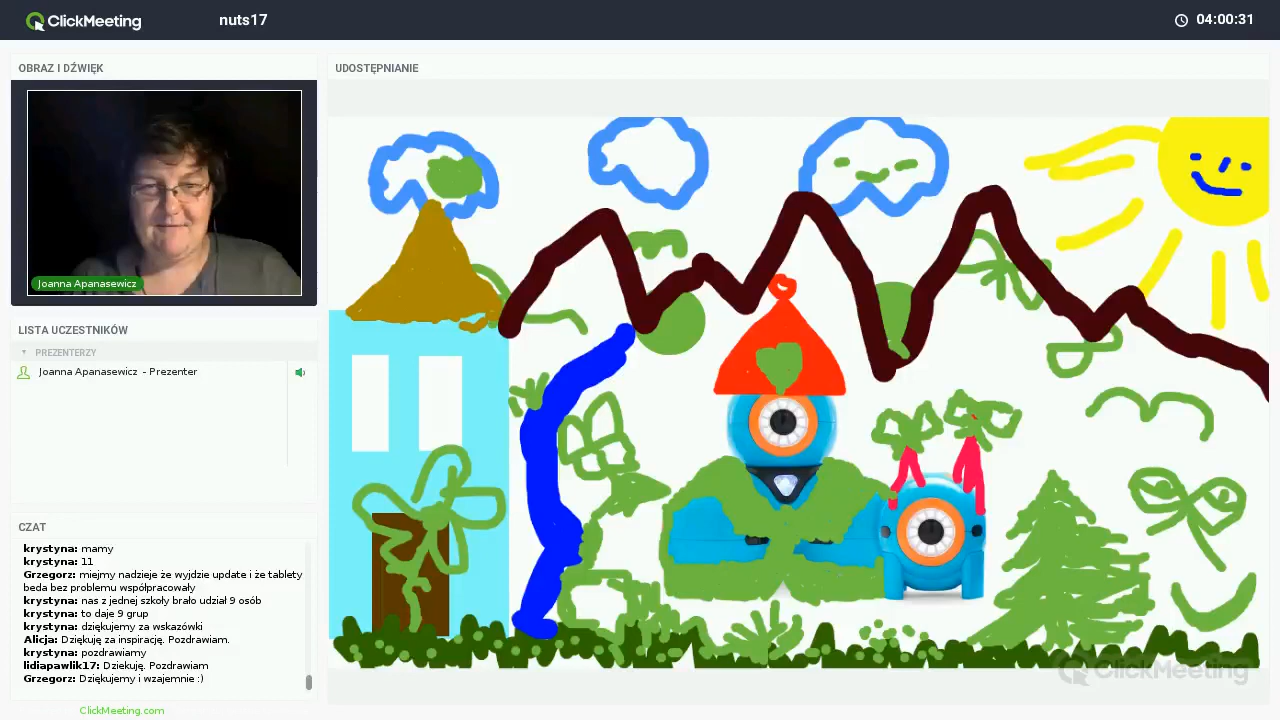 ClickMeeting
nuts17
04:00:31
OBRAZ I DŹWIĘK
UDOSTĘPNIANIE
Joanna Apanasewicz
LISTA UCZESTNIKÓW
PREZENTERZY
Joanna Apanasewicz - Prezenter
CZAT
krystyna: mamy
krystyna: 11
Grzegorz: miejmy nadzieje że wyjdzie update i że tablety
beda bez problemu współpracowały
krystyna: nas z jednej szkoły brało udział 9 osób
krystyna: to daje 9 grup
krystyna: dziękujemy za wskazówki
Alicja: Dziękuję za inspirację. Pozdrawiam.
krystyna: pozdrawiamy
lidiapawlik17: Dziekuję. Pozdrawiam
Grzegorz: Dziękujemy i wzajemnie :)
ClickMeeting.com
ClickMeeting